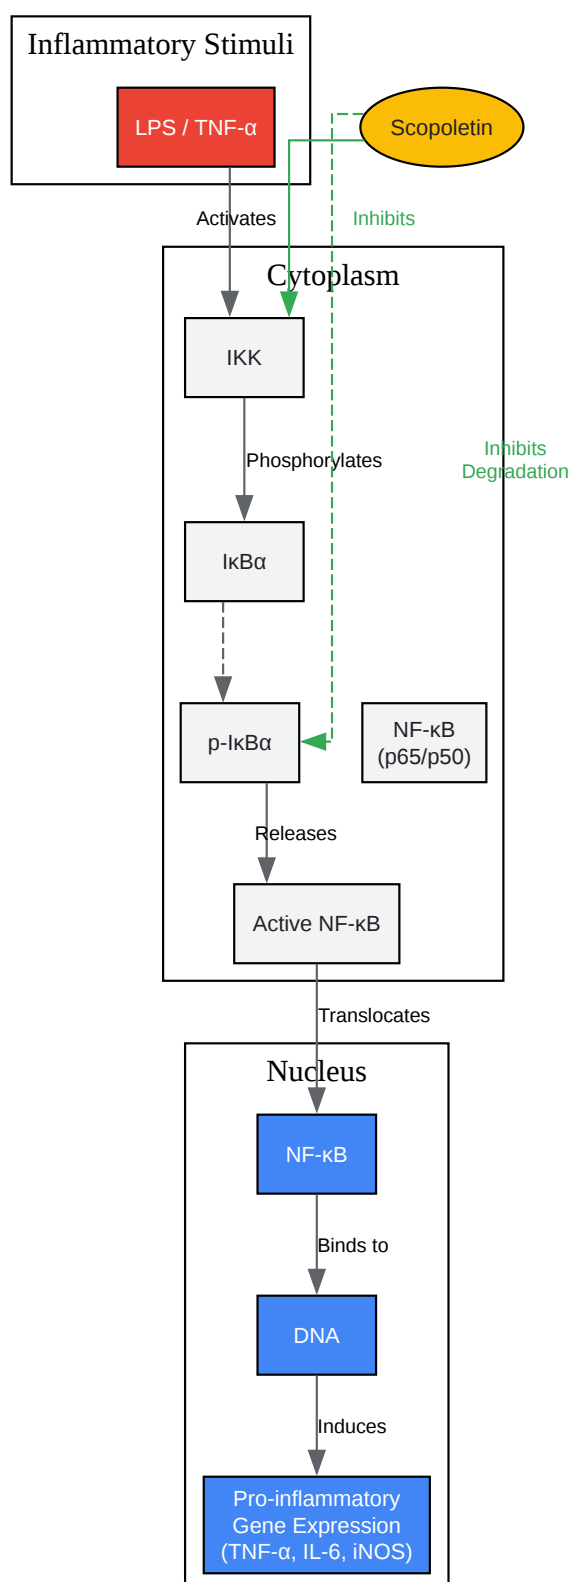 Inflammatory Stimuli
LPS / TNF-α
Scopoletin
Activates
Inhibits
Cytoplasm
IKK
Inhibits
Degradation
Phosphorylates
IκBα
p-IκBα
NF-κB
(p65/p50)
Releases
Active NF-κB
Translocates
Nucleus
NF-κB
Binds to
DNA
Induces
Pro-inflammatory
Gene Expression
(TNF-α, IL-6, iNOS)